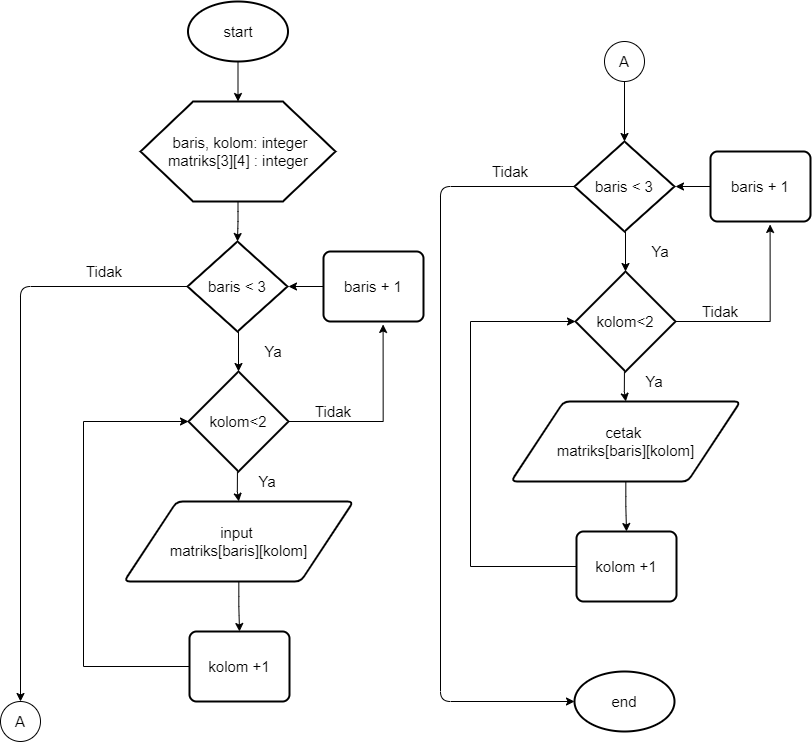 start
baris, kolom: integer
matriks[3][4] : integer
baris < 3
Tidak
baris + 1
Ya
kolom<2
Tidak
Ya
input
matriks[baris][kolom]
kolom +1
A
A
baris < 3
Tidak
baris + 1
Ya
kolom<2
Tidak
Ya
cetak
matriks[baris][kolom]
kolom +1
end